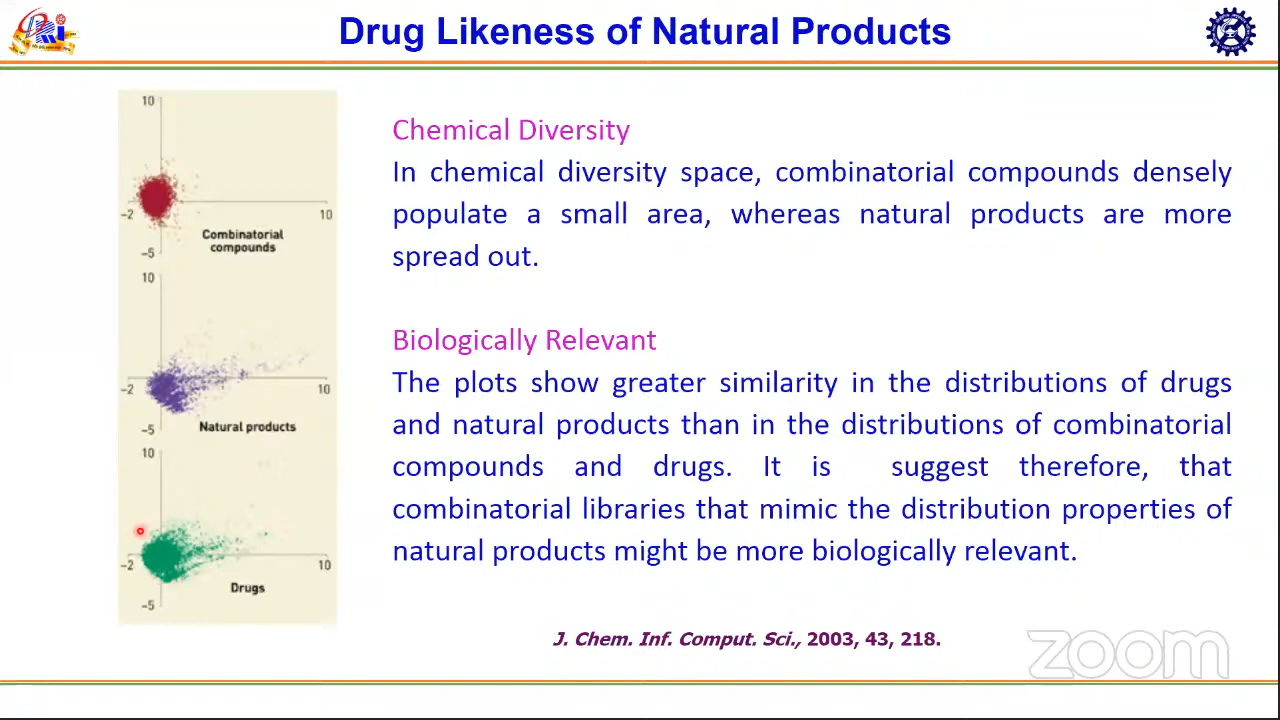 Drug Likeness of Natural Products
10
-2
10
Combinatorial
compounds
-5
10
-2
10
-5
Natural products
10
-2
10
Drugs
-5
Chemical Diversity
In chemical diversity space, combinatorial compounds densely
populate a small area, whereas natural products are more
spread out.
Biologically Relevant
The plots show greater similarity in the distributions of drugs
and natural products than in the distributions of combinatorial
compounds and drugs. It is suggest therefore, that
combinatorial libraries that mimic the distribution properties of
natural products might be more biologically relevant.
J. Chem. Inf. Comput. Sci., 2003, 43, 218.
zoom